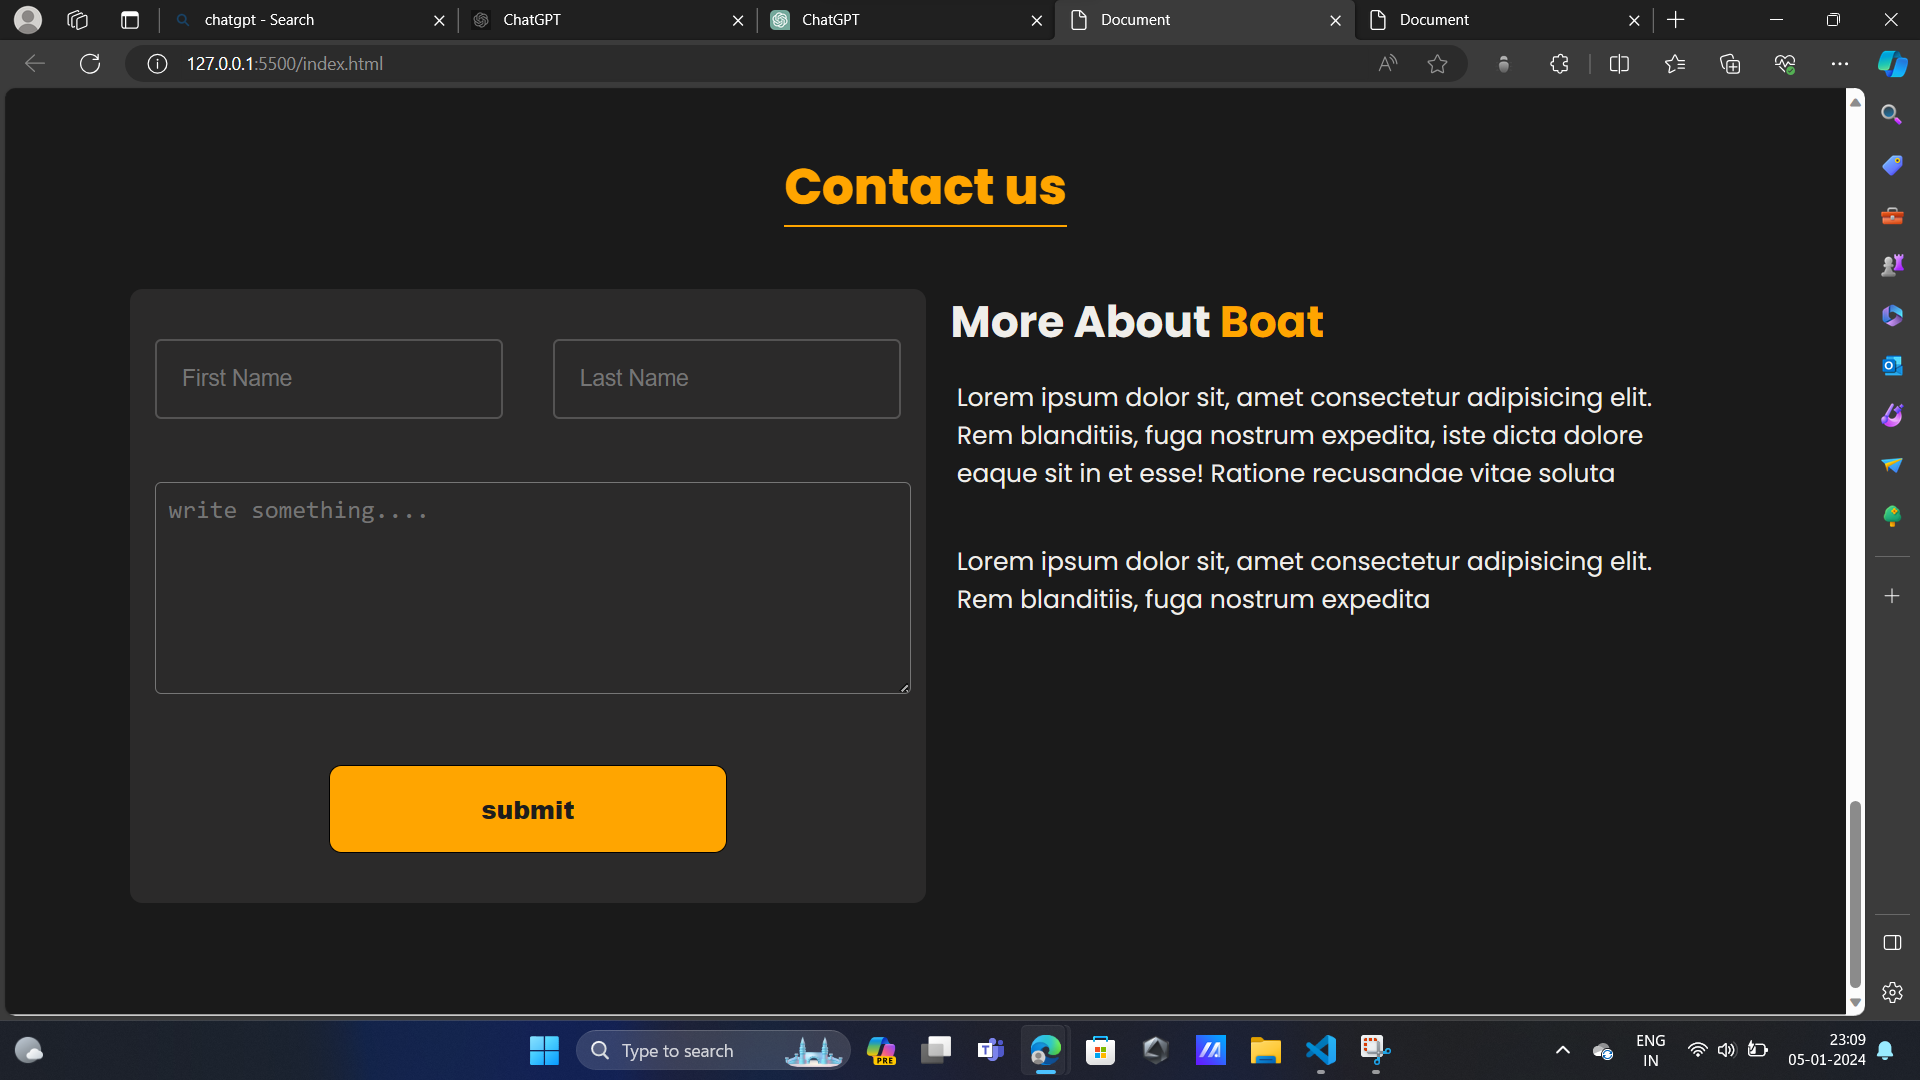 chatgpt - Search
ChatGPT
ChatGPT
Document
Document
127.0.0.1:5500/index.html
Contact us
First Name
Last Name
write something....
submit
More About Boat
Lorem ipsum dolor sit, amet consectetur adipisicing elit.
Rem blanditiis, fuga nostrum expedita, iste dicta dolore
eaque sit in et esse! Ratione recusandae vitae soluta
Lorem ipsum dolor sit, amet consectetur adipisicing elit.
Rem blanditiis, fuga nostrum expedita
Type to search
PRE
ENG
IN
23:09
05-01-2024